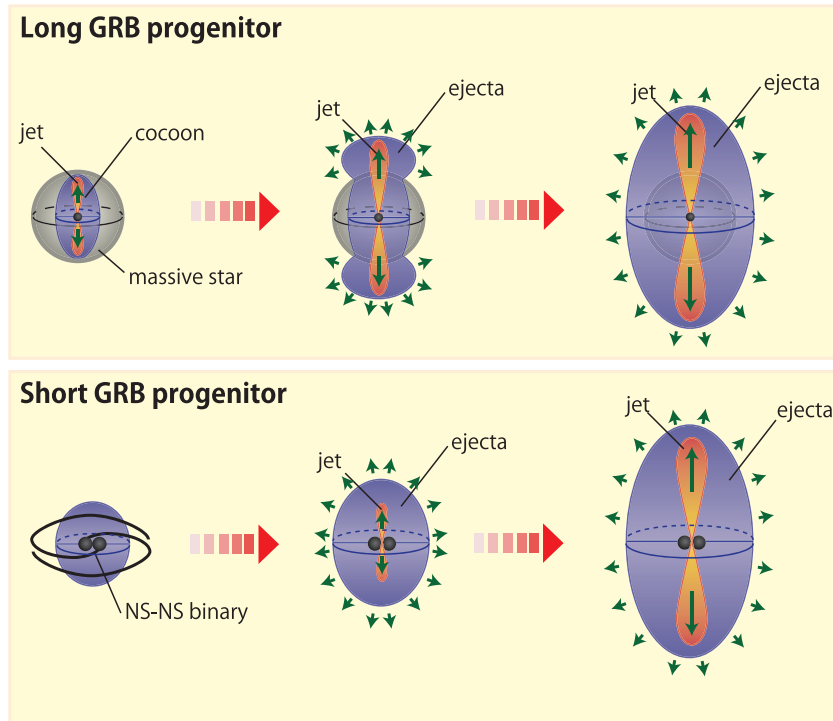 Long GRB progenitor
jet
cocoon
massive star
jet
ejecta
jet
ejecta
Short GRB progenitor
NS-NS binary
jet
ejecta
jet
ejecta